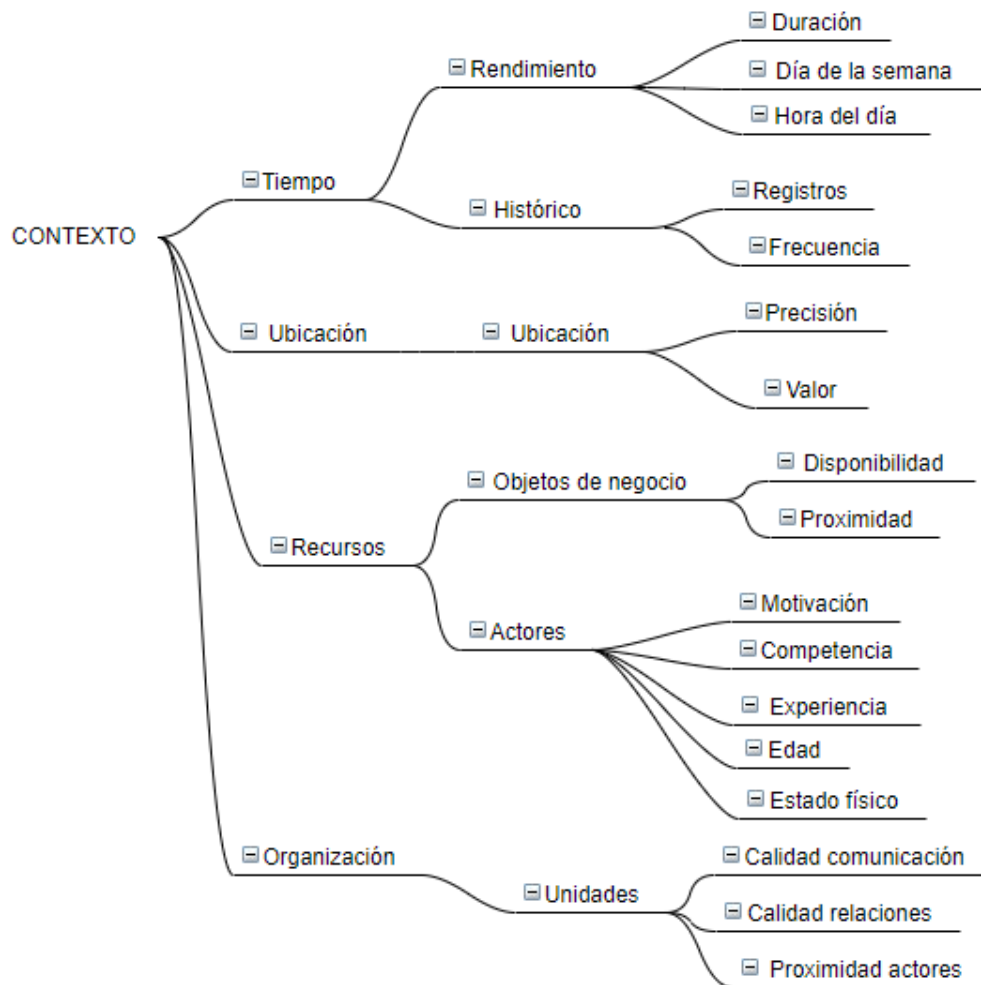 Duración
Rendimiento
Día de la semana
Hora del día
Tiempo
Registros
Histórico
CONTEXTO
Frecuencia
Precisión
Ubicación
Ubicación
Valor
Disponibilidad
Objetos de negocio
Proximidad
Recursos
Motivación
Actores
Competencia
Experiencia
Edad
Estado físico
Organización
Calidad comunicación
Unidades
Calidad relaciones
Proximidad actores